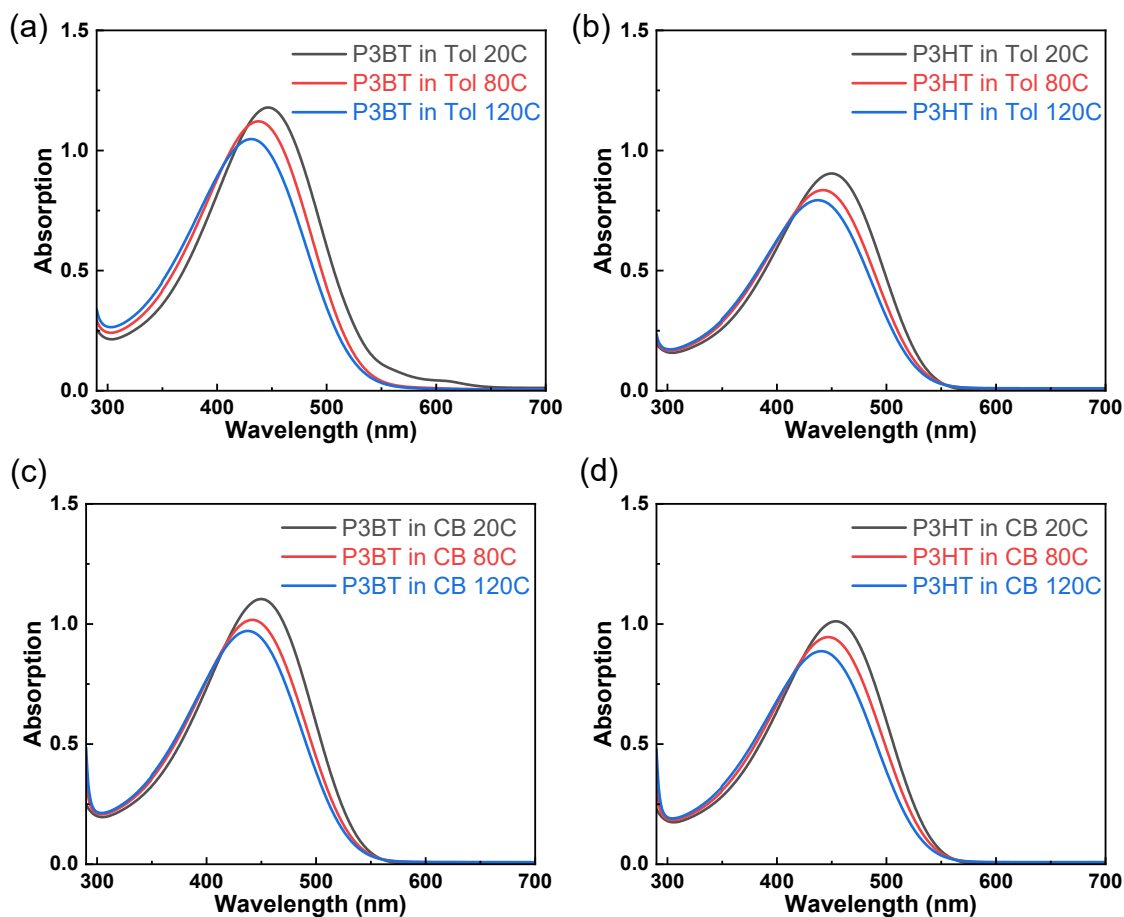 (a)
P3BT in Tol 20C
P3BT in Tol 80C
P3BT in Tol 120C
1.5
1.0
0.5
0.0
Absorption
300
400
500
600
700
Wavelength (nm)
(b)
P3HT in Tol 20C
P3HT in Tol 80C
P3HT in Tol 120C
1.5
1.0
0.5
0.0
Absorption
300
400
500
600
700
Wavelength (nm)
(c)
P3BT in CB 20C
P3BT in CB 80C
P3BT in CB 120C
1.5
1.0
0.5
0.0
Absorption
300
400
500
600
700
Wavelength (nm)
(d)
P3HT in CB 20C
P3HT in CB 80C
P3HT in CB 120C
1.5
1.0
0.5
0.0
Absorption
300
400
500
600
700
Wavelength (nm)